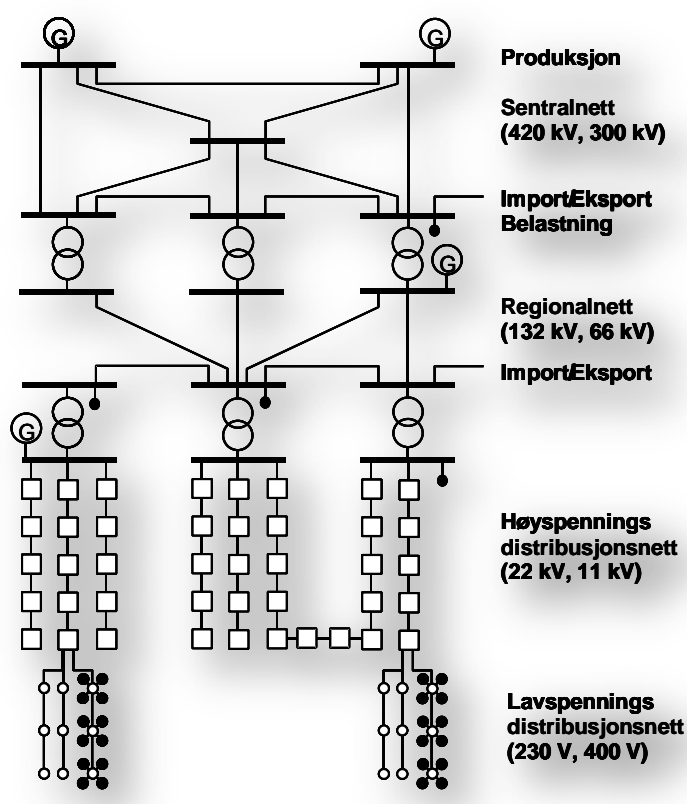 G
G
Produksjon
Sentralnett
(420 kV, 300 kV)
Import/Eksport
Belastning
G
Regionalnett
(132 kV, 66 kV)
Import/Eksport
G
Høyspennings
distribusjonsnett
(22 kV, 11 kV)
Lavspennings
distribusjonsnett
(230 V, 400 V)